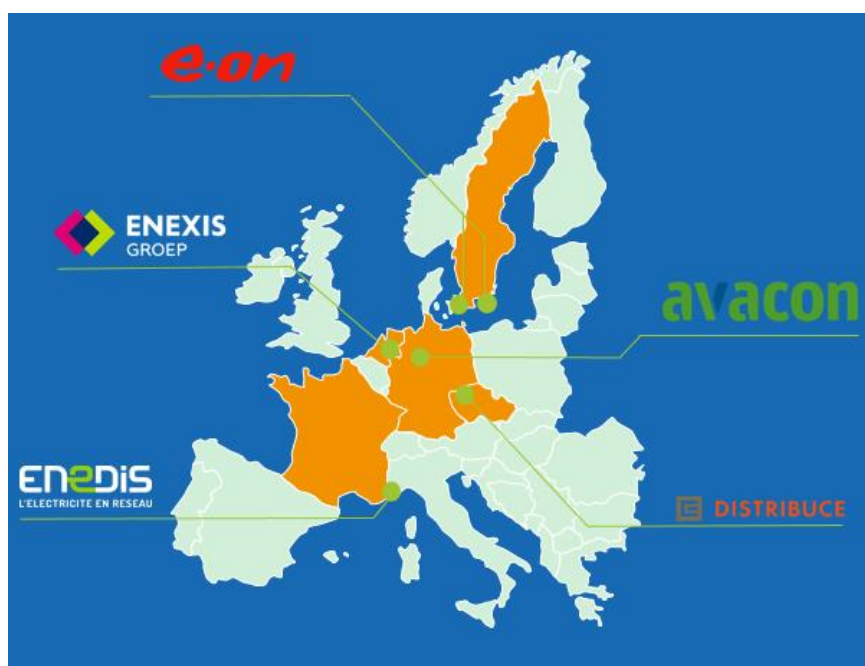 e·on
ENEXIS
GROEP
avacon
ENEDIS
L'ELECTRICITE EN RESEAU
DISTRIBUCE